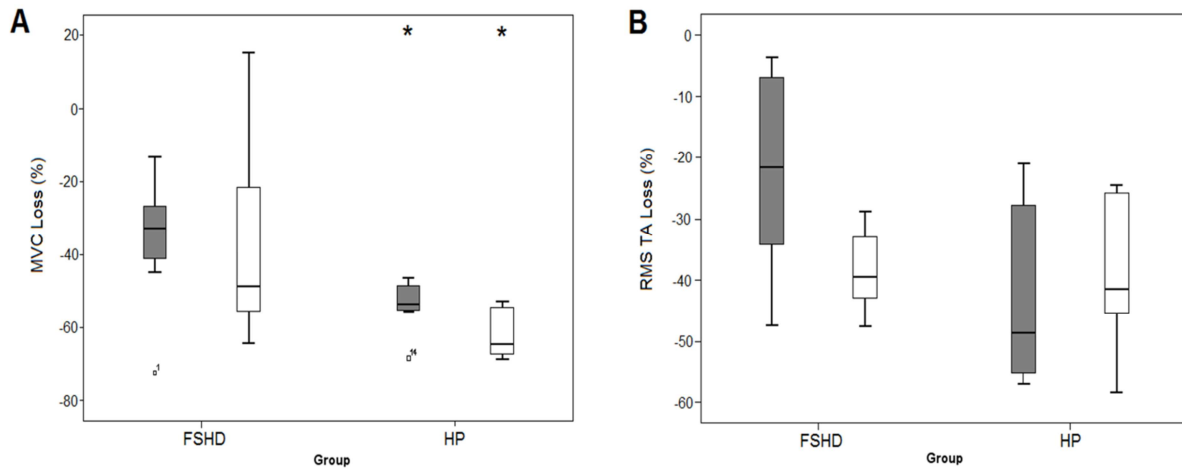 A
MVC Loss (%)
20
*
*
0
-20
-40
-60
-80
1
14
FSHD
HP
Group
B
RMS TA Loss (%)
0
-10
-20
-30
-40
-50
-60
FSHD
HP
Group